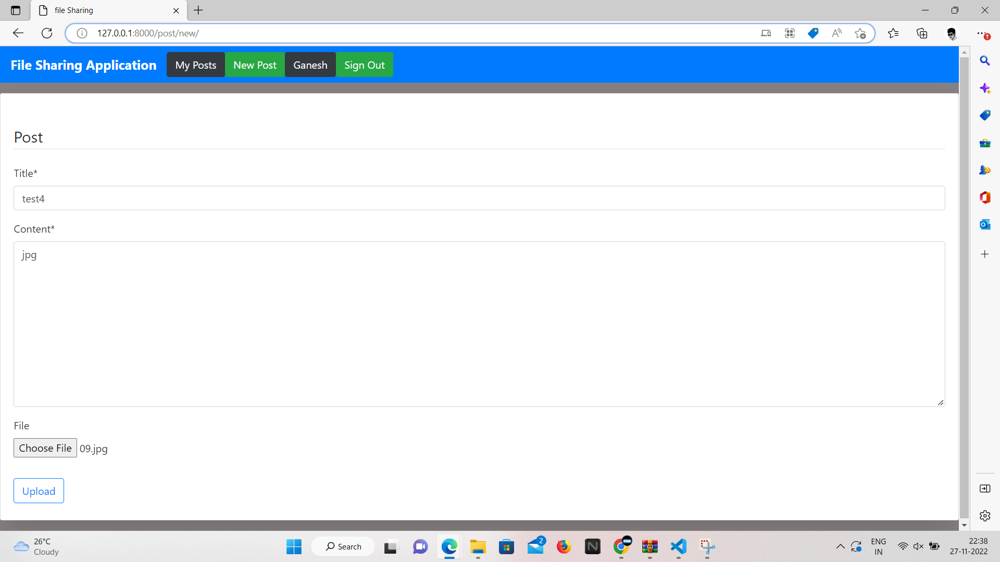 file Sharing
127.0.0.1:8000/post/new/
File Sharing Application
My Posts
New Post
Ganesh
Sign Out
Post
Title*
test4
Content*
jpg
File
Choose File 09.jpg
Upload
26°C
Cloudy
Search
2
ENG
IN
22:38
27-11-2022